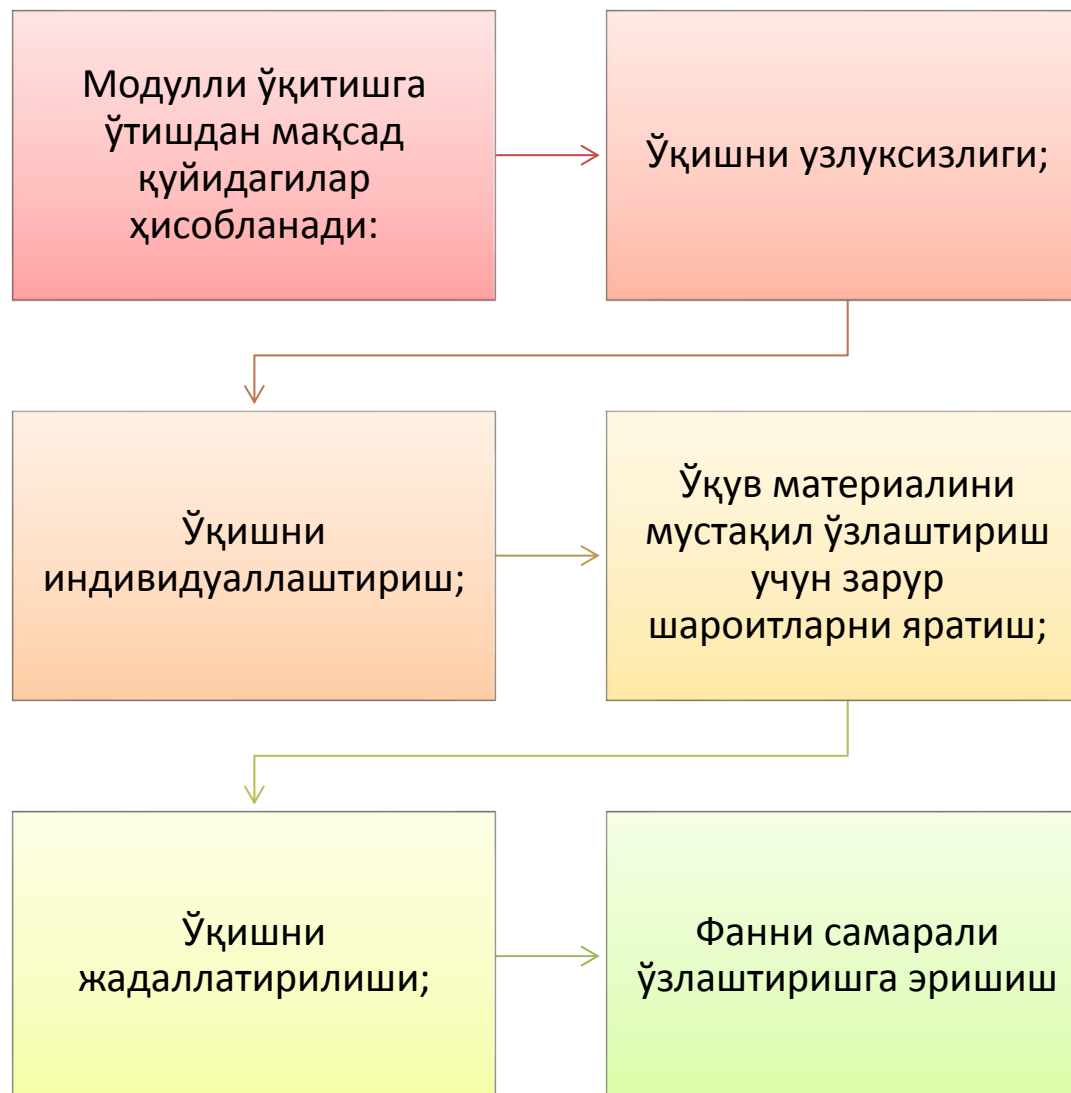 Модулли ўқитишга
ўтишдан мақсад
қуйидагилар
ҳисобланади:
Ўқишни узлуксизлиги;
Ўқишни
индивидуаллаштириш;
Ўқув материалини
мустақил ўзлаштириш
учун зарур
шароитларни яратиш;
Ўқишни
жадаллатирилиши;
Фанни самарали
ўзлаштиришга эришиш